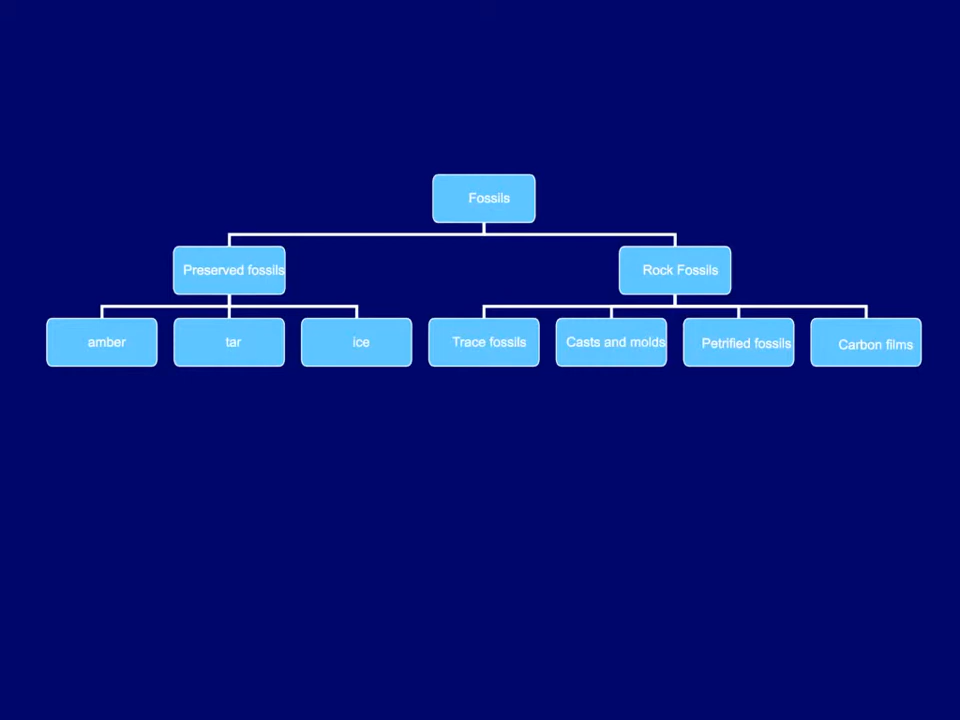 Fossils
Preserved fossils
Rock Fossils
amber
tar
ice
Trace fossils
Casts and molds
Petrified fossils
Carbon films